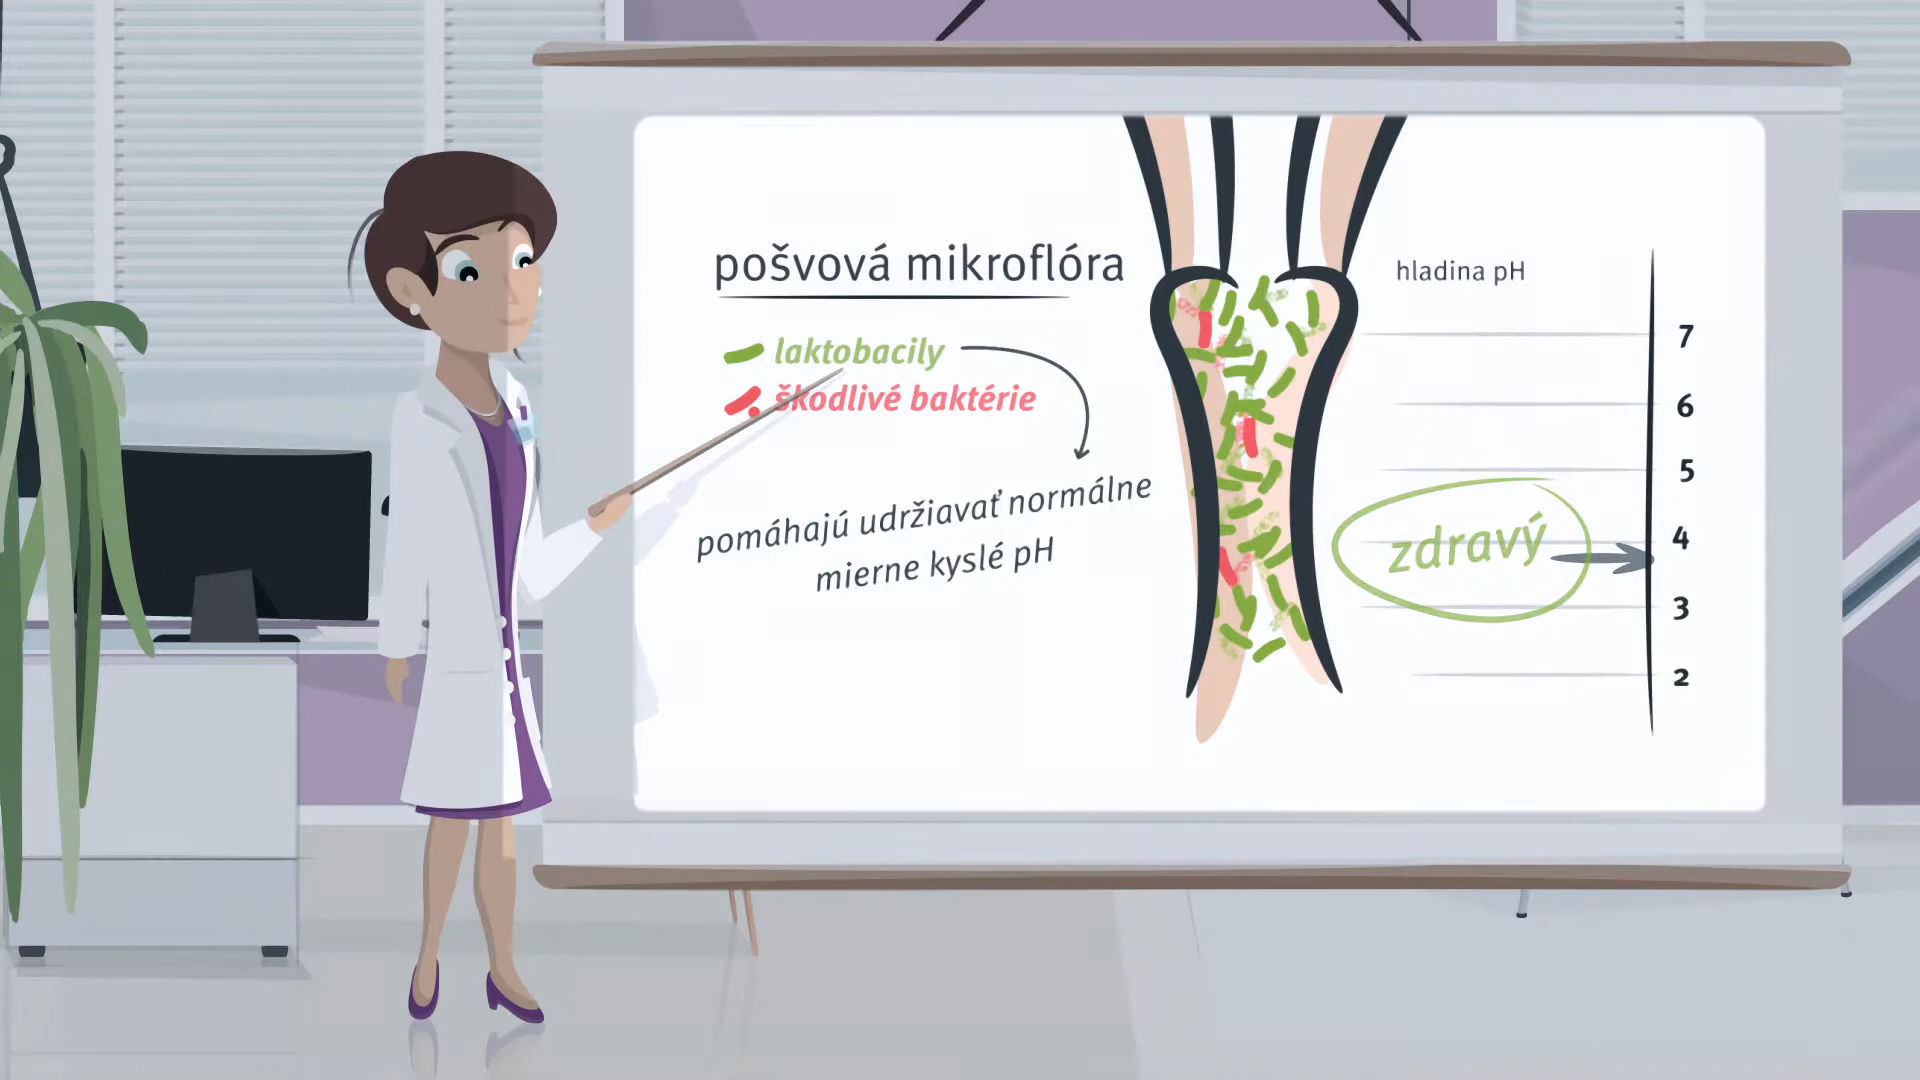 pošvová mikroflóra
laktobacily
škodlivé baktérie
pomáhajú udržiavať normálne
mierne kyslé pH
hladina pH
7
6
5
4
3
2
zdravý